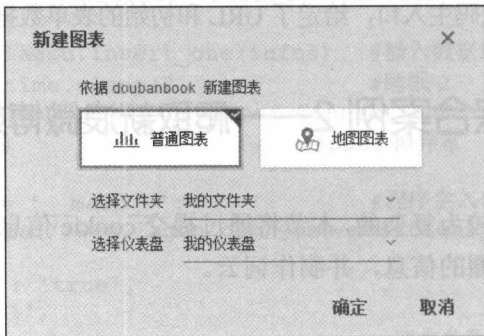 新建图表 ×
依据 doubanbook 新建图表
普通图表 地图图表
选择文件夹 我的文件夹
选择仪表盘 我的仪表盘
确定 取消